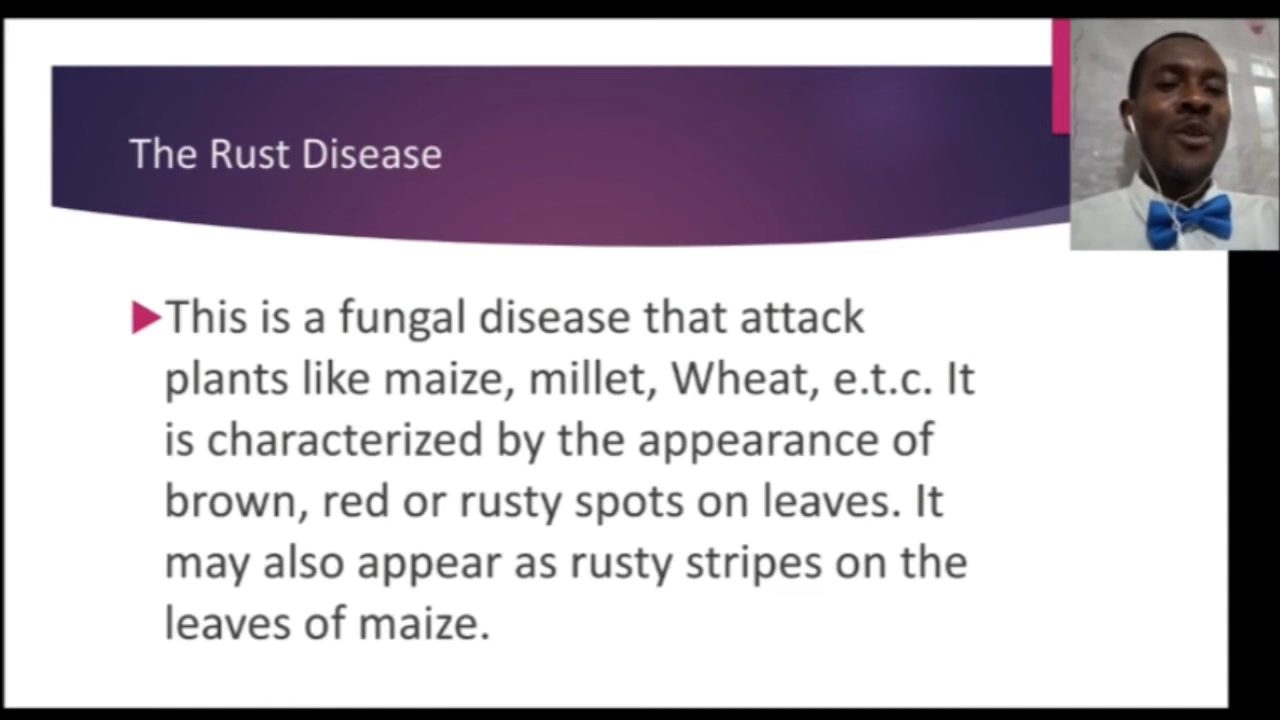 The Rust Disease
This is a fungal disease that attack
plants like maize, millet, Wheat, e.t.c. It
is characterized by the appearance of
brown, red or rusty spots on leaves. It
may also appear as rusty stripes on the
leaves of maize.